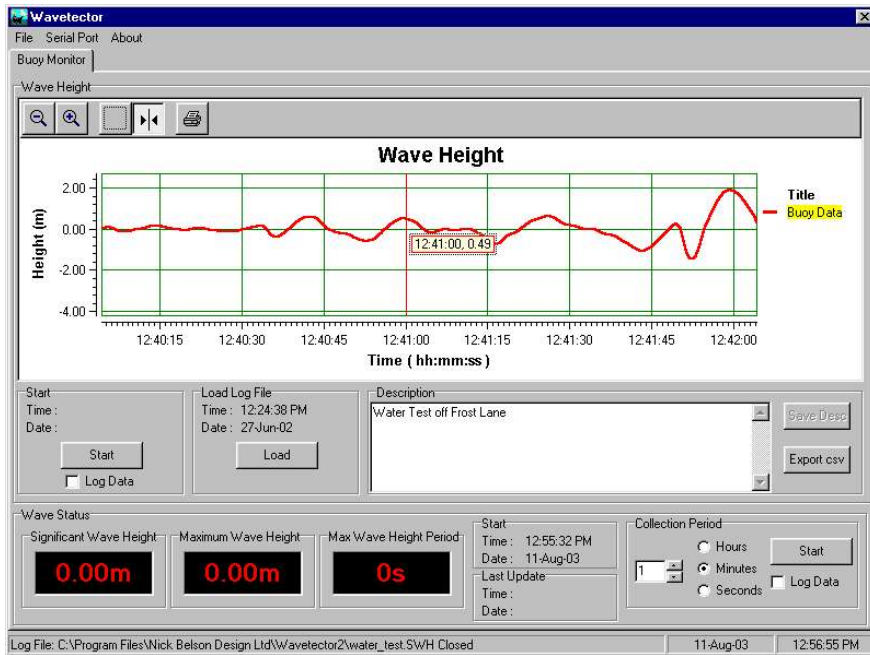 Wavetector
File Serial Port About
Buoy Monitor
Wave Height
Wave Height
Height (m)
2.00
0.00
-2.00
-4.00
12:41:00, 0.49
Title
Buoy Data
12:40:15 12:40:30 12:40:45 12:41:00 12:41:15 12:41:30 12:41:45 12:42:00
Time ( hh:mm:ss )
Start
Time :
Date :
Start
Log Data
Load Log File
Time : 12:24:38 PM
Date : 27-Jun-02
Load
Description
Water Test off Frost Lane
Save Desc
Export csv
Wave Status
Significant Wave Height
0.00m
Maximum Wave Height
0.00m
Max Wave Height Period
0s
Start
Time : 12:55:32 PM
Date : 11-Aug-03
Last Update
Time :
Date :
Collection Period
1
Hours
Minutes
Seconds
Start
Log Data
Log File: C:\Program Files\Nick Belson Design Ltd\Wavetector2\water_test.SWH Closed
11-Aug-03
12:56:55 PM